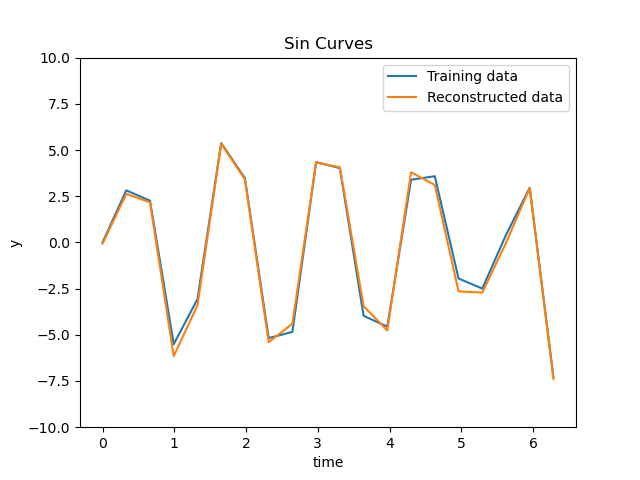 Sin Curves
Training data
Reconstructed data
y
10.0
7.5
5.0
2.5
0.0
−2.5
−5.0
−7.5
−10.0
0 1 2 3 4 5 6
time